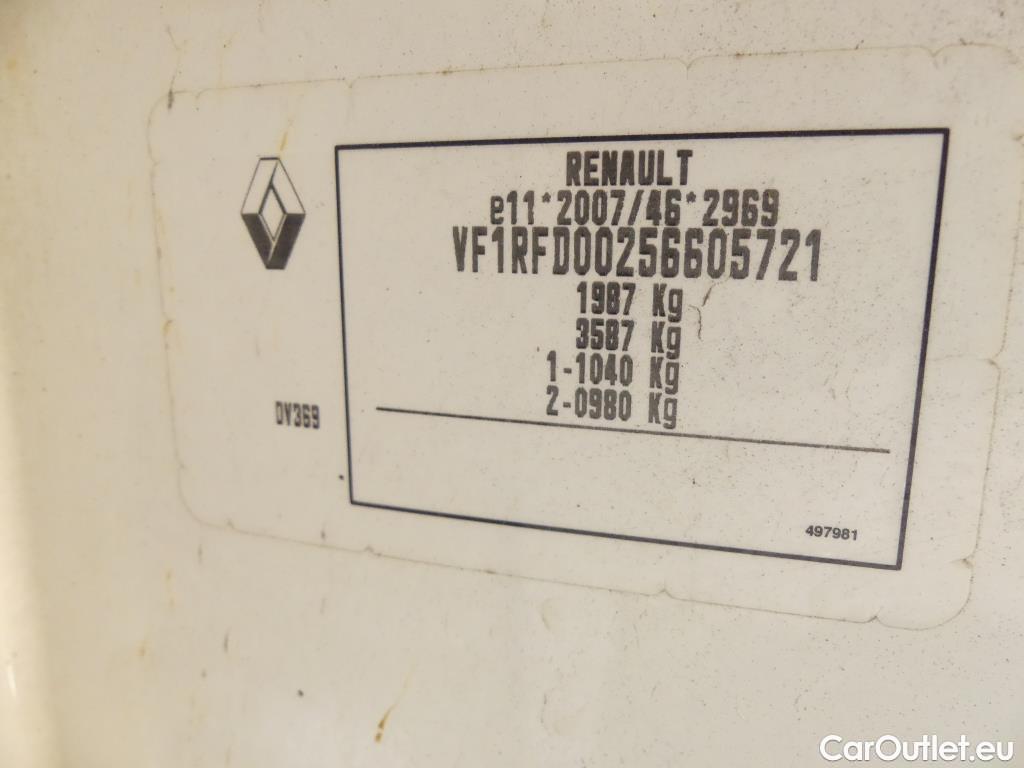 RENAULT
e11*2007/46*2969
VF1RFD00256605721
1987 Kg
3587 Kg
1-1040 Kg
2-0980 Kg
DV369
497981
CarOutlet.eu